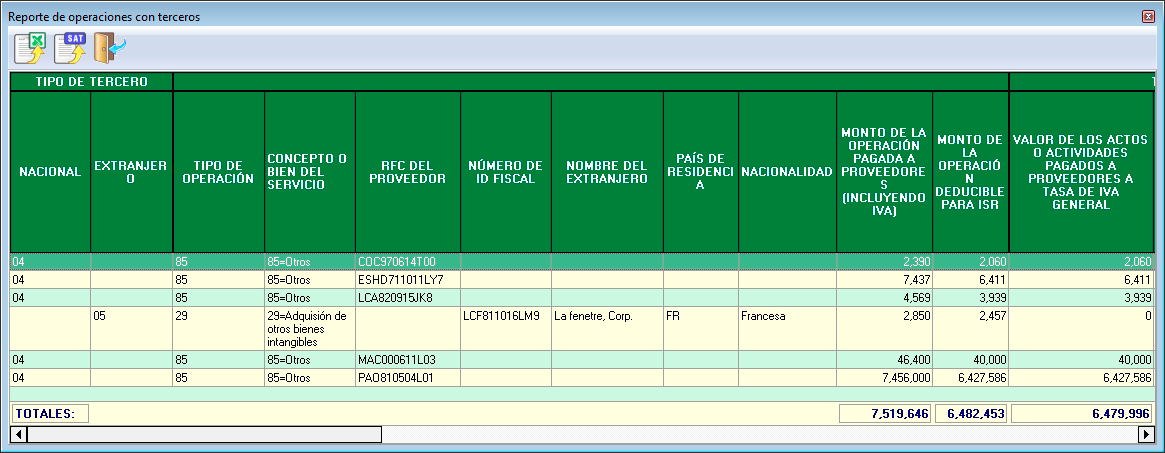 Reporte de operaciones con terceros
SAT
TIPO DE TERCERO
NACIONAL
EXTRANJER
O
TIPO DE
OPERACIÓN
CONCEPTO O
BIEN DEL
SERVICIO
RFC DEL
PROVEEDOR
NÚMERO DE
ID FISCAL
NOMBRE DEL
EXTRANJERO
PAÍS DE
RESIDENCI
A
NACIONALIDAD
MONTO DE LA
OPERACIÓN
PAGADA A
PROVEEDORE
S
(INCLUYENDO
IVA)
MONTO DE
LA
OPERACIÓ
N
DEDUCIBLE
PARA ISR
VALOR DE LOS ACTOS
O ACTIVIDADES
PAGADOS A
PROVEEDORES A
TASA DE IVA
GENERAL
04 85 85=Otros COC970614T00 2,390 2,060 2,060
04 85 85=Otros ESHD711011LY7 7,437 6,411 6,411
04 85 85=Otros LCA820915JK8 4,569 3,939 3,939
05 29 29=Adquisión de LCF811016LM9 La fenetre, Corp. FR Francesa 2,850 2,457 0
otros bienes
intangibles
04 85 85=Otros MAC000611L03 46,400 40,000 40,000
04 85 85=Otros PAO810504L01 7,456,000 6,427,586 6,427,586
TOTALES: 7,519,646 6,482,453 6,479,996